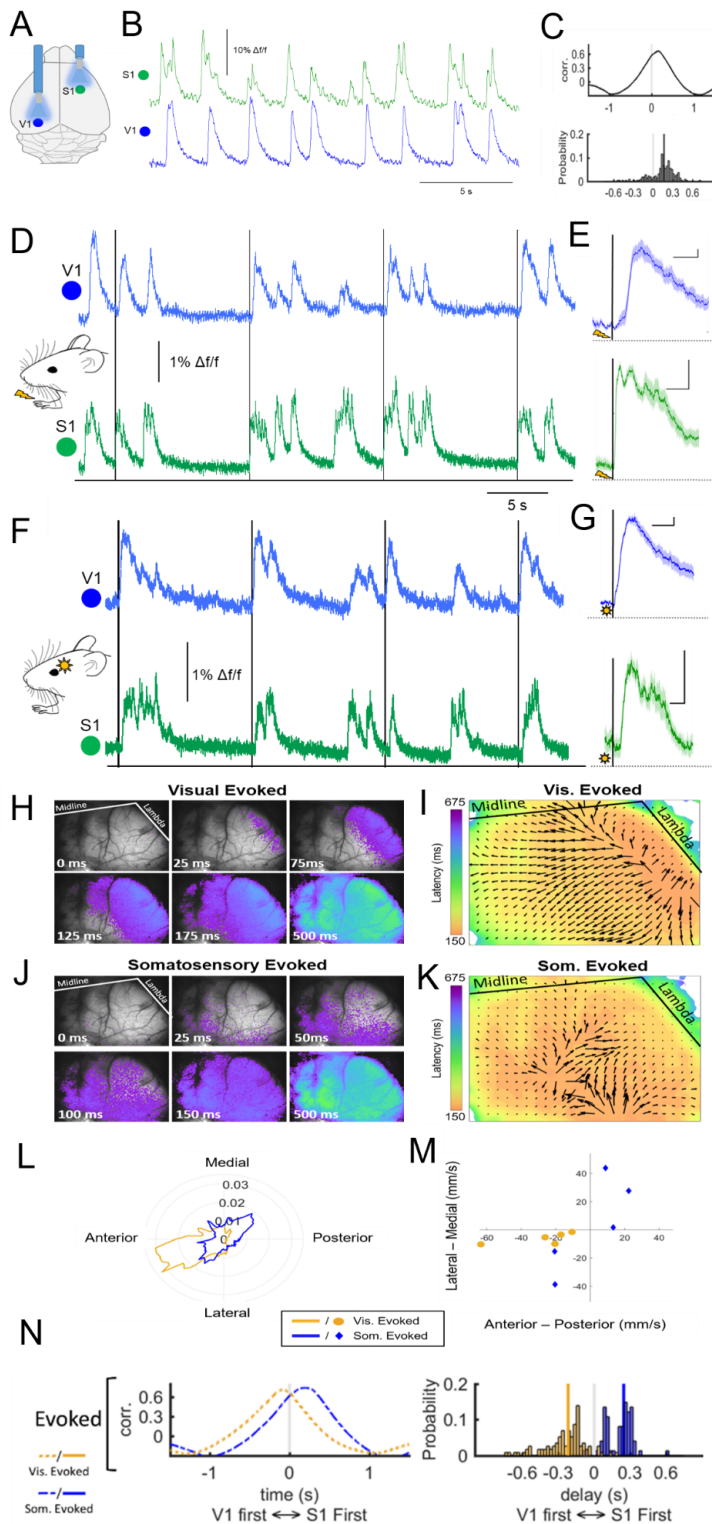 A
B
C
10% Δf/f
S1
V1
S1
V1
5 s
corr.
0.6
0.3
0
-1 0 1
Probability
0.2
0.1
0
-0.6 -0.3 0 0.3 0.6
D
E
V1
1% Δf/f
S1
5 s
F
G
V1
1% Δf/f
S1
H
Visual Evoked
Midline
Lambda
0 ms
25 ms
75ms
125 ms
175 ms
500 ms
I
Vis. Evoked
675
Latency (ms)
150
Midline
Lambda
J
Somatosensory Evoked
Midline
Lambda
0 ms
25 ms
50ms
100 ms
150 ms
500 ms
K
Som. Evoked
675
Latency (ms)
150
Midline
Lambda
L
Medial
0.03
0.02
0.01
0
Anterior
Posterior
Lateral
M
Lateral – Medial (mm/s)
40
20
-60 -40 -20 20 40
-20
-40
Anterior – Posterior (mm/s)
/ Vis. Evoked
/ Som. Evoked
N
Evoked
/
Vis. Evoked
/
Som. Evoked
corr.
0.6
0.3
0
-1 0 1
time (s)
V1 first ↔ S1 First
Probability
0.2
0.1
0
-0.6 -0.3 0 0.3 0.6
delay (s)
V1 first ↔ S1 First